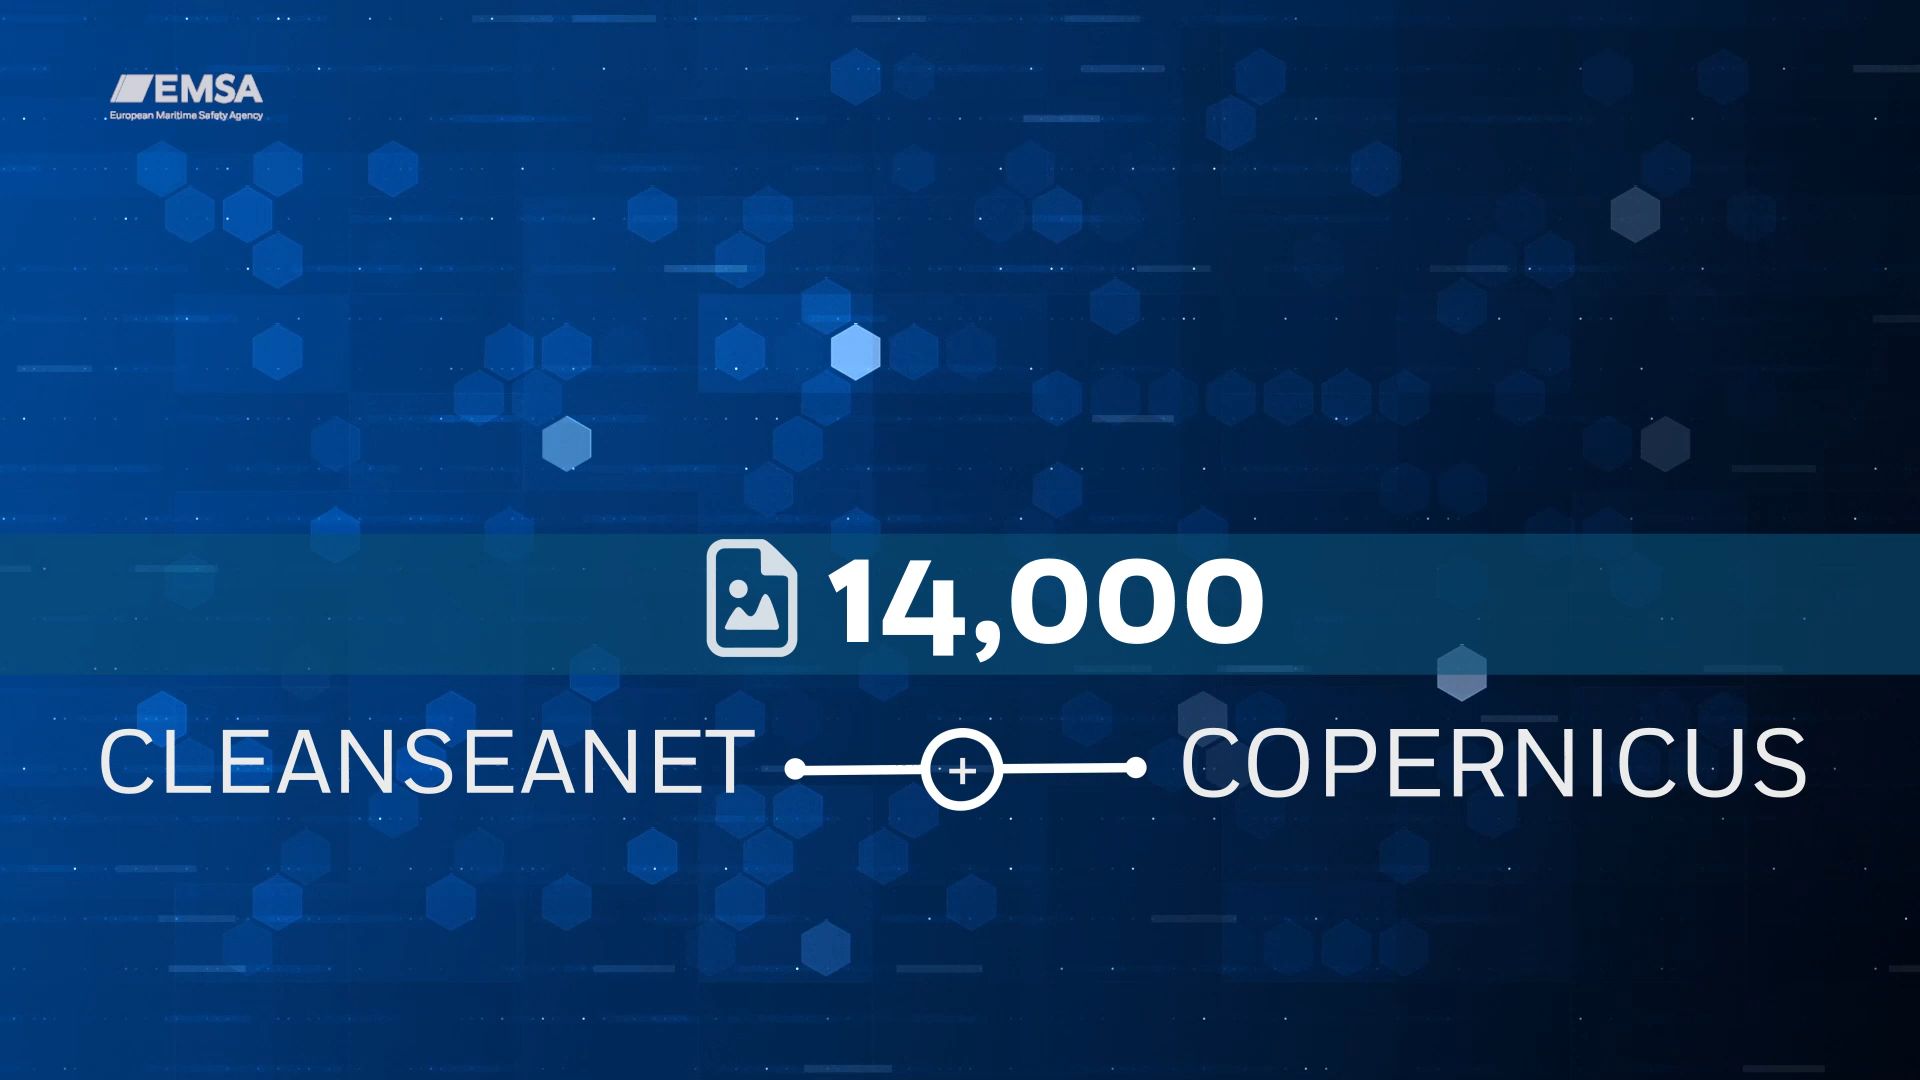 EMSA
European Maritime Safety Agency
14,000
CLEANSEANET + COPERNICUS